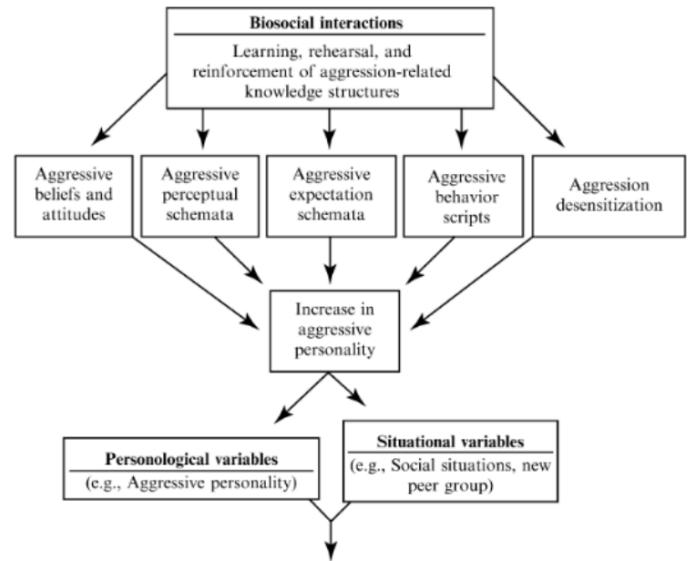 Biosocial interactions
Learning, rehearsal, and
reinforcement of aggression-related
knowledge structures
Aggressive
beliefs and
attitudes
Aggressive
perceptual
schemata
Aggressive
expectation
schemata
Aggressive
behavior
scripts
Aggression
desensitization
Increase in
aggressive
personality
Personological variables
(e.g., Aggressive personality)
Situational variables
(e.g., Social situations, new
peer group)